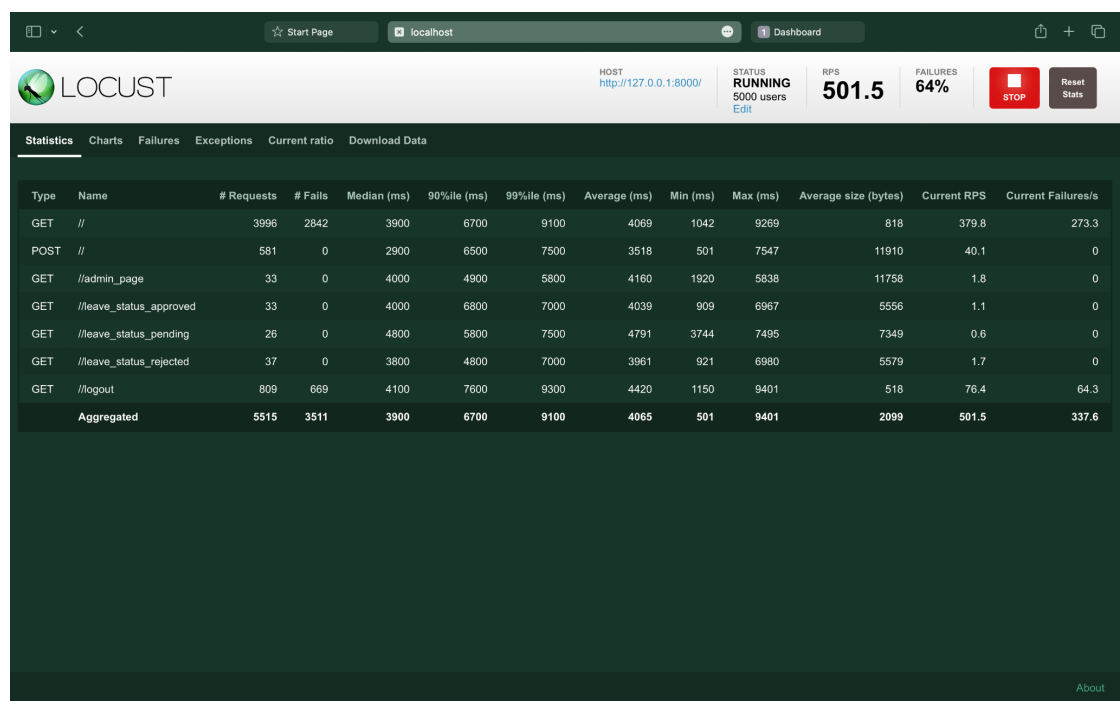 Start Page localhost 1 Dashboard
LOCUST
HOST
http://127.0.0.1:8000/
STATUS
RUNNING
5000 users
Edit
RPS
501.5
FAILURES
64%
STOP
Reset
Stats
Statistics Charts Failures Exceptions Current ratio Download Data
Type Name # Requests # Fails Median (ms) 90%ile (ms) 99%ile (ms) Average (ms) Min (ms) Max (ms) Average size (bytes) Current RPS Current Failures/s
GET // 3996 2842 3900 6700 9100 4069 1042 9269 818 379.8 273.3
POST // 581 0 2900 6500 7500 3518 501 7547 11910 40.1 0
GET //admin_page 33 0 4000 4900 5800 4160 1920 5838 11758 1.8 0
GET //leave_status_approved 33 0 4000 6800 7000 4039 909 6967 5556 1.1 0
GET //leave_status_pending 26 0 4800 5800 7500 4791 3744 7495 7349 0.6 0
GET //leave_status_rejected 37 0 3800 4800 7000 3961 921 6980 5579 1.7 0
GET //logout 809 669 4100 7600 9300 4420 1150 9401 518 76.4 64.3
Aggregated 5515 3511 3900 6700 9100 4065 501 9401 2099 501.5 337.6
About